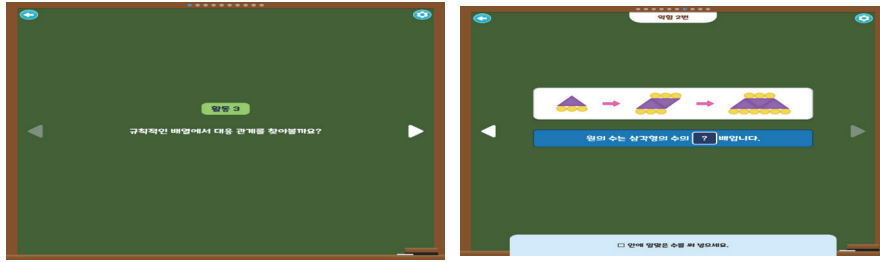 활동 3
규칙적인 배열에서 대응 관계를 찾아볼까요?
익힘 2번
원의 수는 삼각형의 수의 ? 배입니다.
□ 안에 알맞은 수를 써 넣으세요.